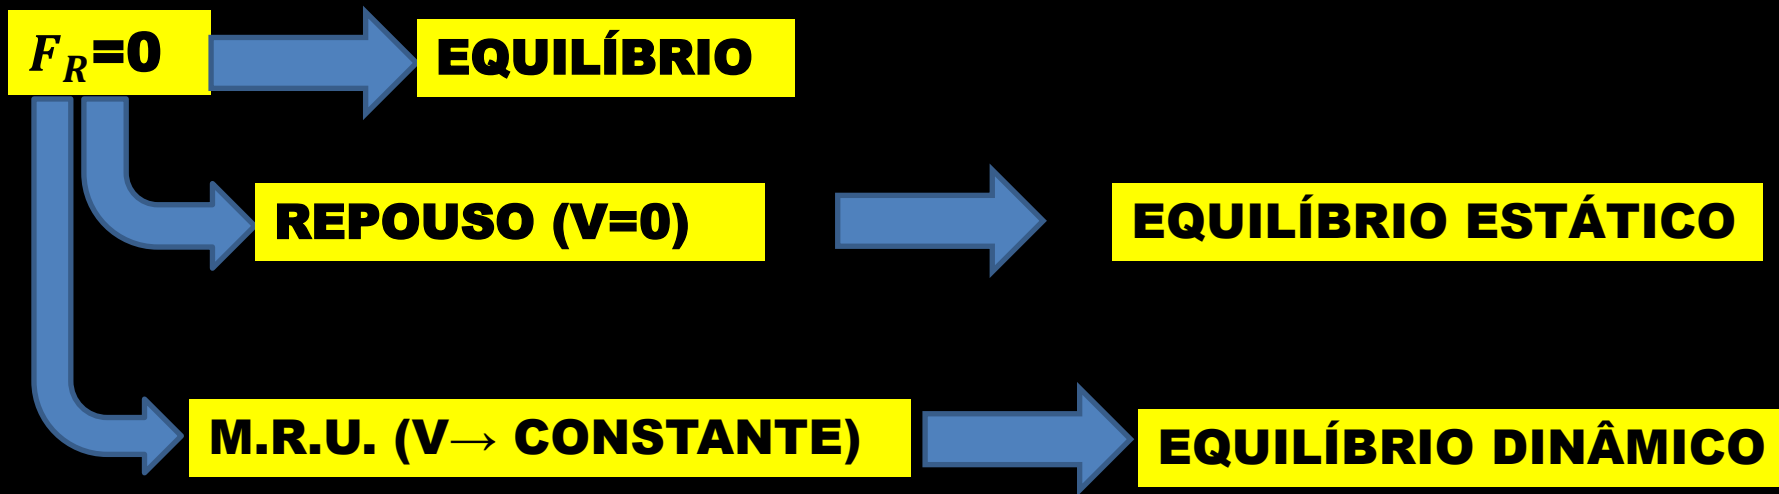 F_R=0
EQUILÍBRIO
REPOUSO (V=0)
EQUILÍBRIO ESTÁTICO
M.R.U. (V→ CONSTANTE)
EQUILÍBRIO DINÂMICO